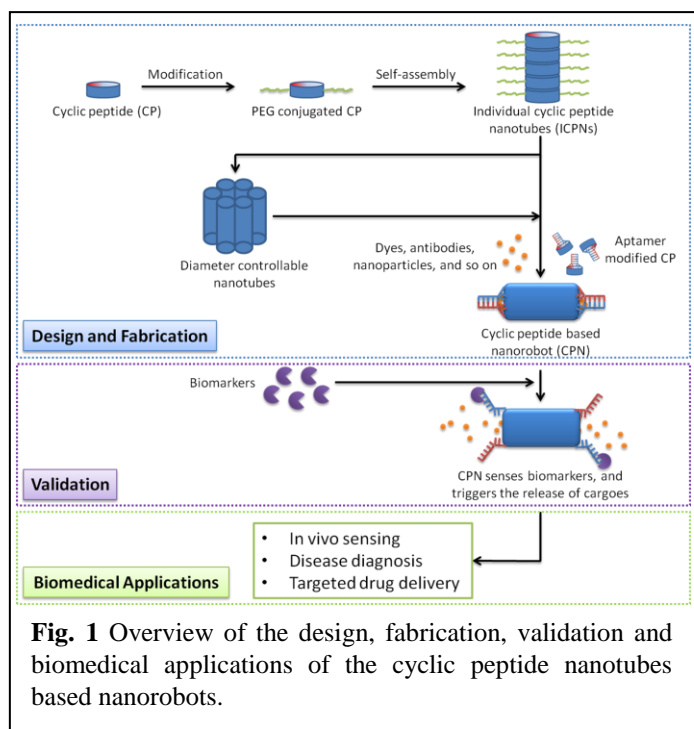 Modification
Self-assembly
Cyclic peptide (CP)
PEG conjugated CP
Individual cyclic peptide
nanotubes (ICPNs)
Diameter controllable
nanotubes
Dyes, antibodies,
nanoparticles, and so on
Aptamer
modified CP
Cyclic peptide based
nanorobot (CPN)
Design and Fabrication
Biomarkers
CPN senses biomarkers, and
triggers the release of cargoes
Validation
• In vivo sensing
• Disease diagnosis
• Targeted drug delivery
Biomedical Applications
Fig. 1 Overview of the design, fabrication, validation and
biomedical applications of the cyclic peptide nanotubes
based nanorobots.